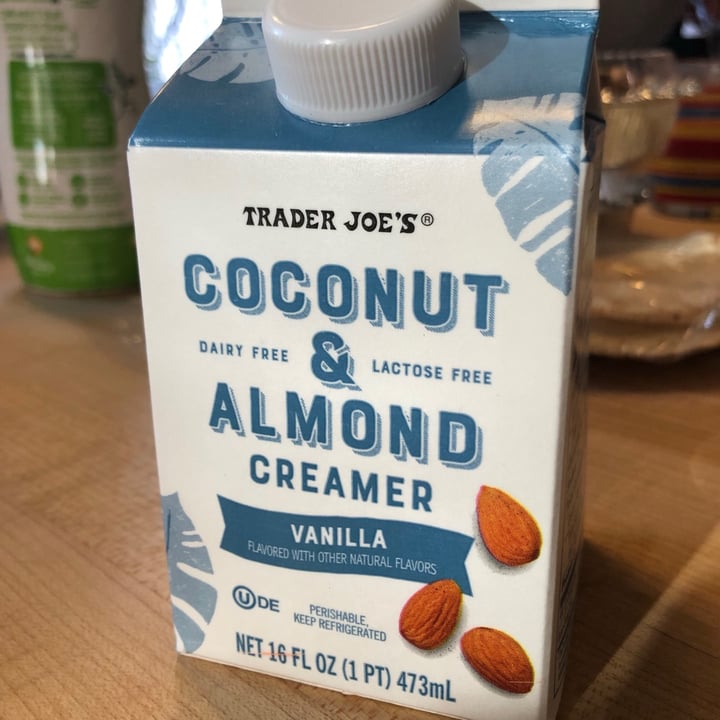 TRADER JOE'S®
COCONUT
DAIRY FREE & LACTOSE FREE
ALMOND
CREAMER
VANILLA
FLAVORED WITH OTHER NATURAL FLAVORS
U DE
PERISHABLE,
KEEP REFRIGERATED
NET 16 FL OZ (1 PT) 473mL